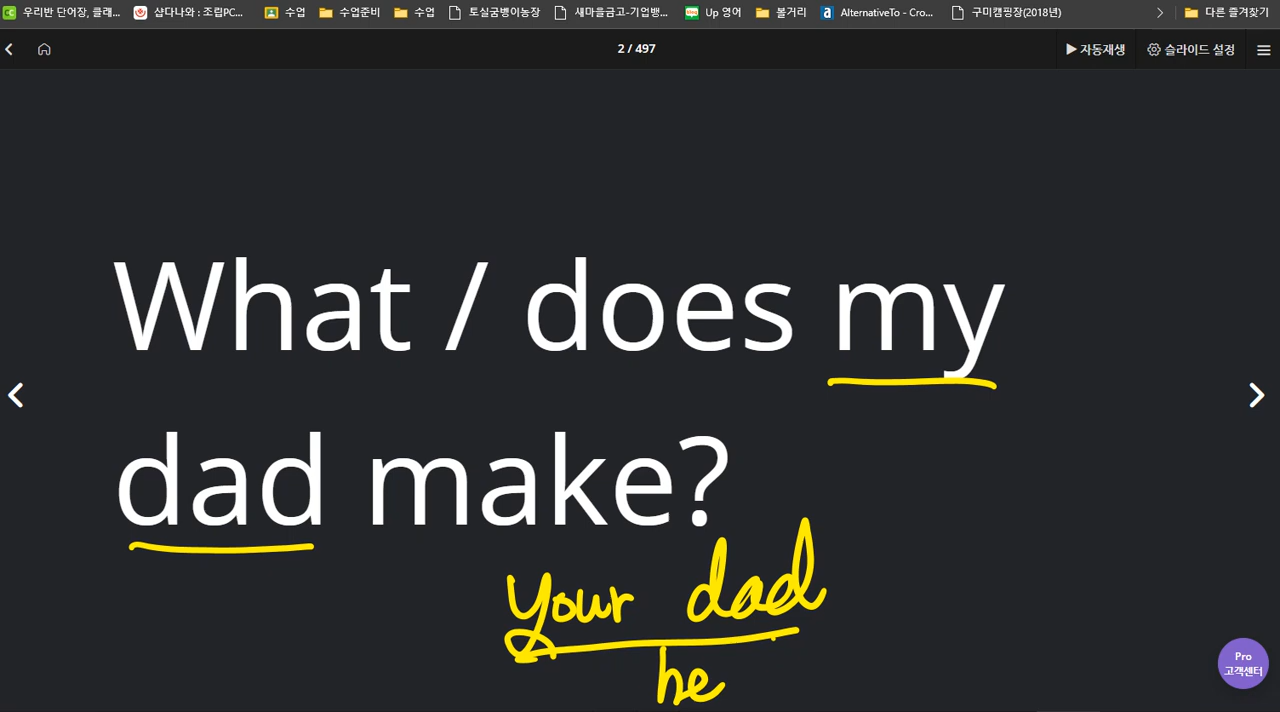 우리반 단어장, 클래... 샵다나와 : 조립PC... 수업 수업준비 수업 토실굼벵이농장 새마을금고-기업뱅... Up 영어 볼거리 AlternativeTo - Cro... 구미캠핑장(2018년) 다른 즐겨찾기
2 / 497 자동재생 슬라이드 설정
What / does my
dad make?
your dad
he
Pro
고객센터